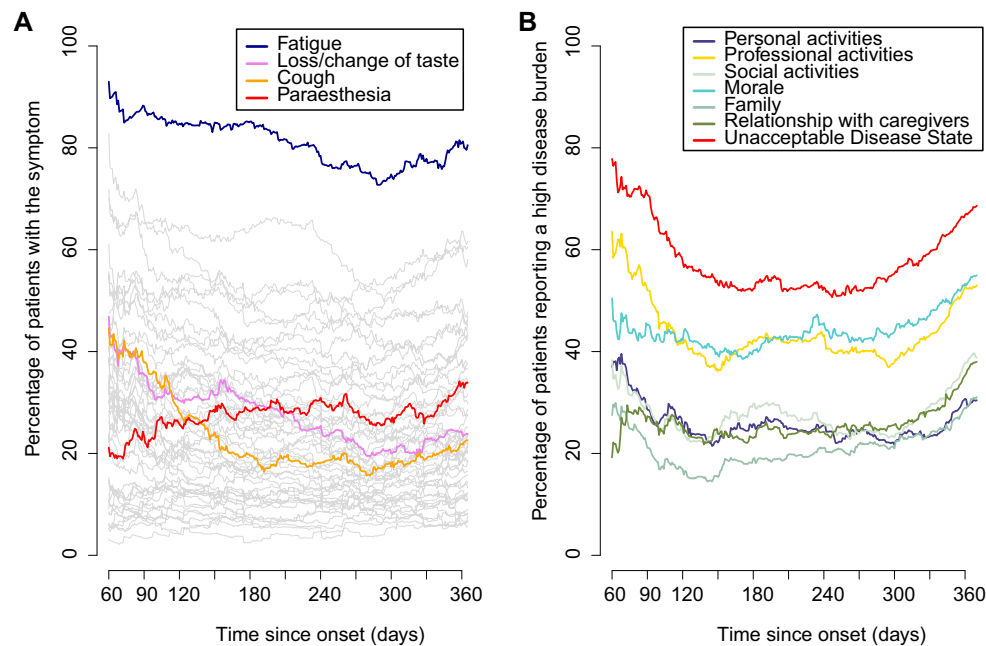 A
Percentage of patients with the symptom
100
80
60
40
20
0
Fatigue
Loss/change of taste
Cough
Paraesthesia
60 90 120 180 240 300 360
Time since onset (days)
B
Percentage of patients reporting a high disease burden
100
80
60
40
20
0
Personal activities
Professional activities
Social activities
Morale
Family
Relationship with caregivers
Unacceptable Disease State
60 90 120 180 240 300 360
Time since onset (days)